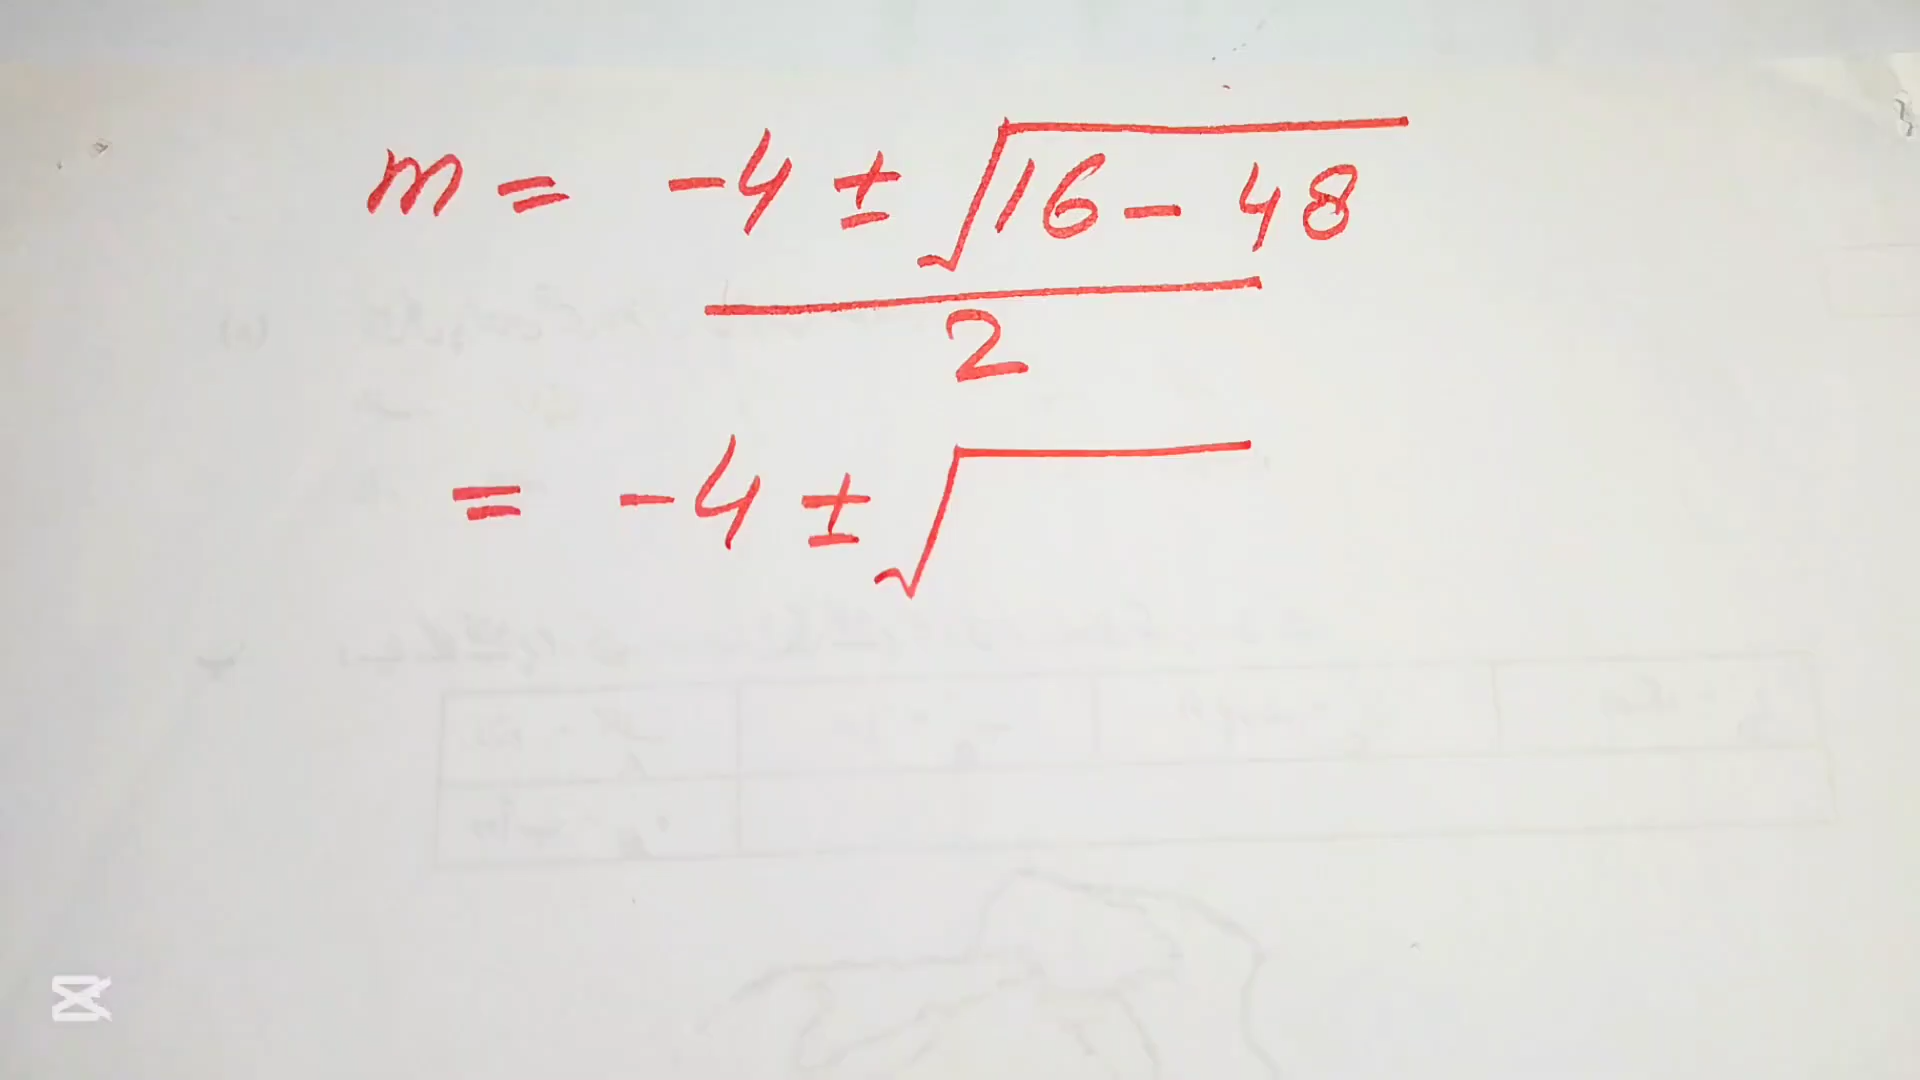 m = -4 ± √16 - 48
2
= -4 ± √